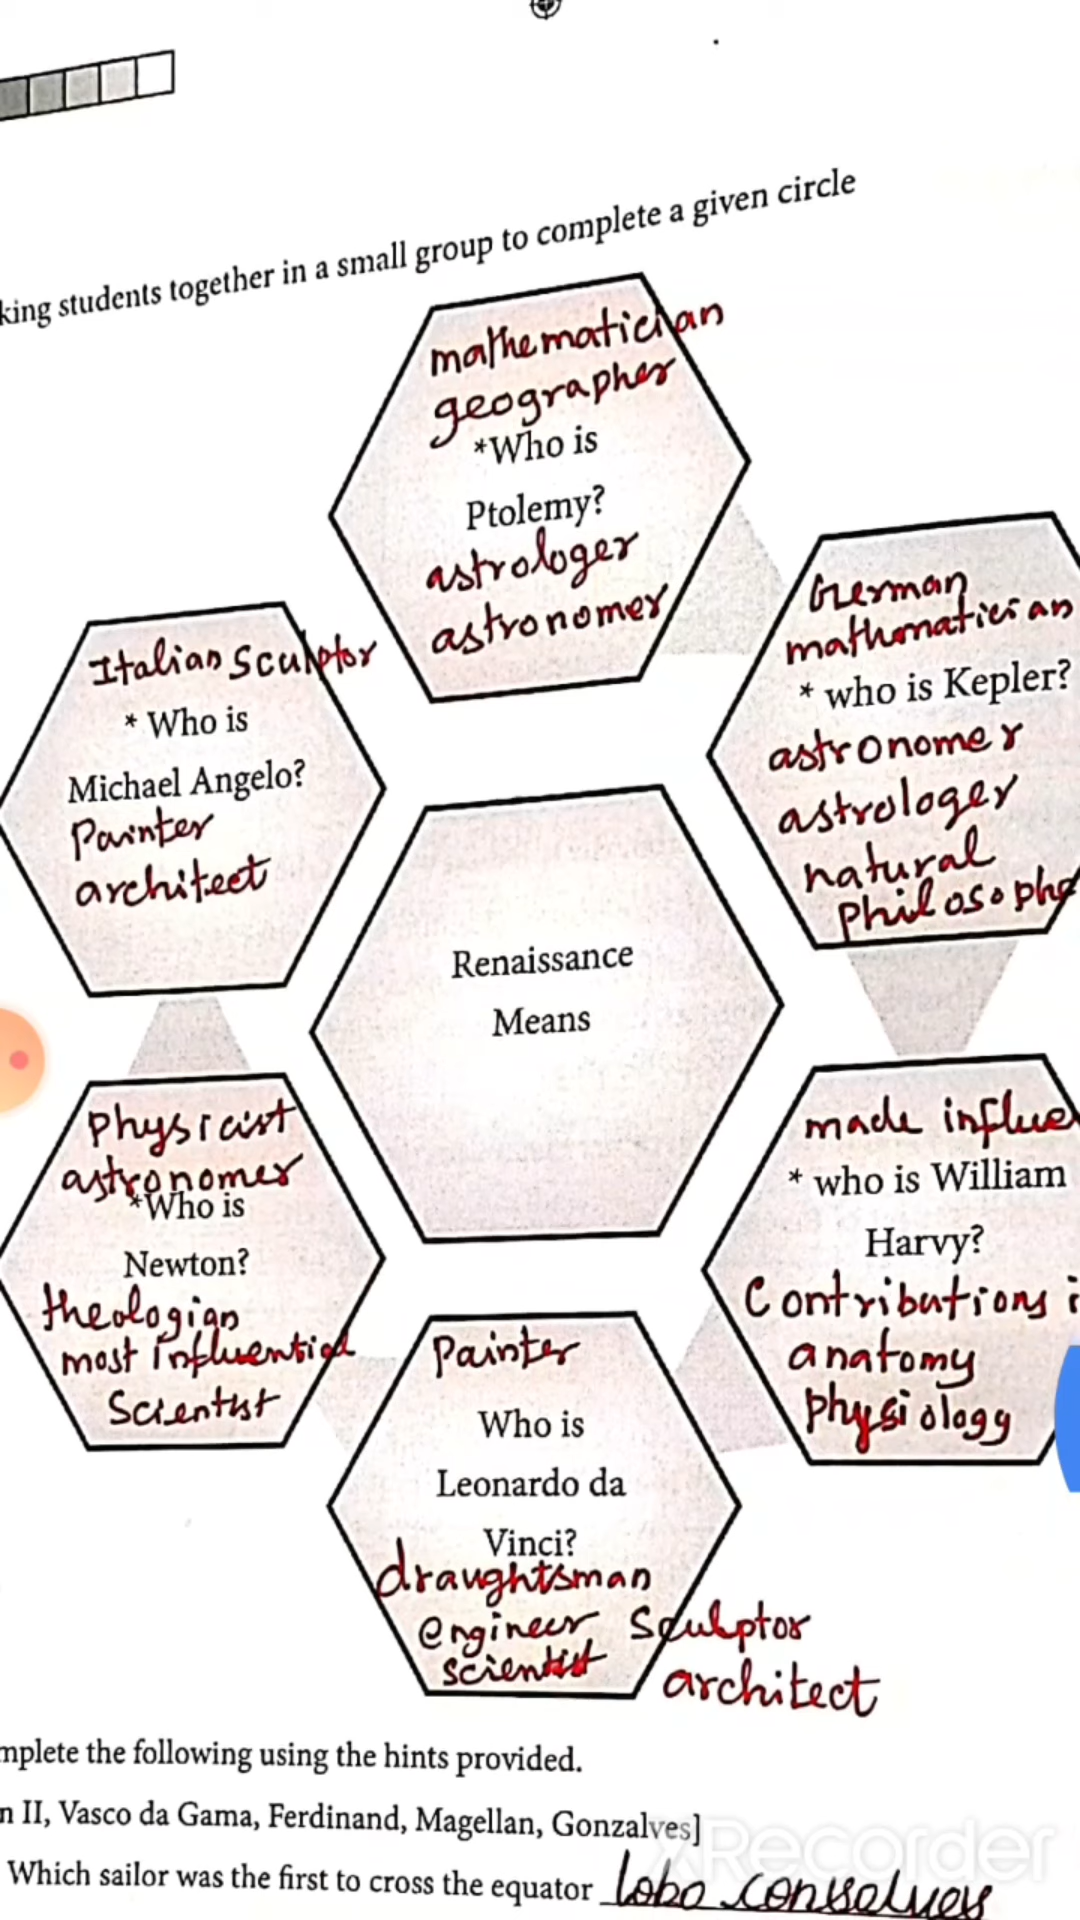 king students together in a small group to complete a given circle
mathematician
geographer
*Who is
Ptolemy?
astrologer
astronomer
German
mathematician
* who is Kepler?
astronomer
astrologer
natural
philosophe
Italian Sculptor
* Who is
Michael Angelo?
Painter
architect
Renaissance
Means
physicist
astronomer
*Who is
Newton?
theologian
most influential
Scientist
made influe
* who is William
Harvy?
Contributions i
anatomy
physiology
Painter
Who is
Leonardo da
Vinci?
draughtsman
engineer Sculptor
scientist
architect
mplete the following using the hints provided.
n II, Vasco da Gama, Ferdinand, Magellan, Gonzalves]
XRecorder
Which sailor was the first to cross the equator lobo